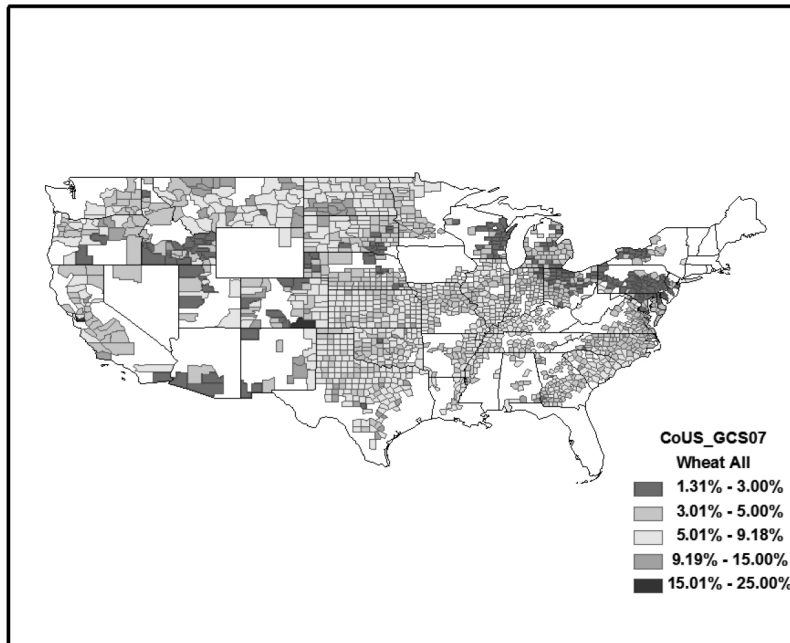 CoUS_GCS07
Wheat All
1.31% - 3.00%
3.01% - 5.00%
5.01% - 9.18%
9.19% - 15.00%
15.01% - 25.00%